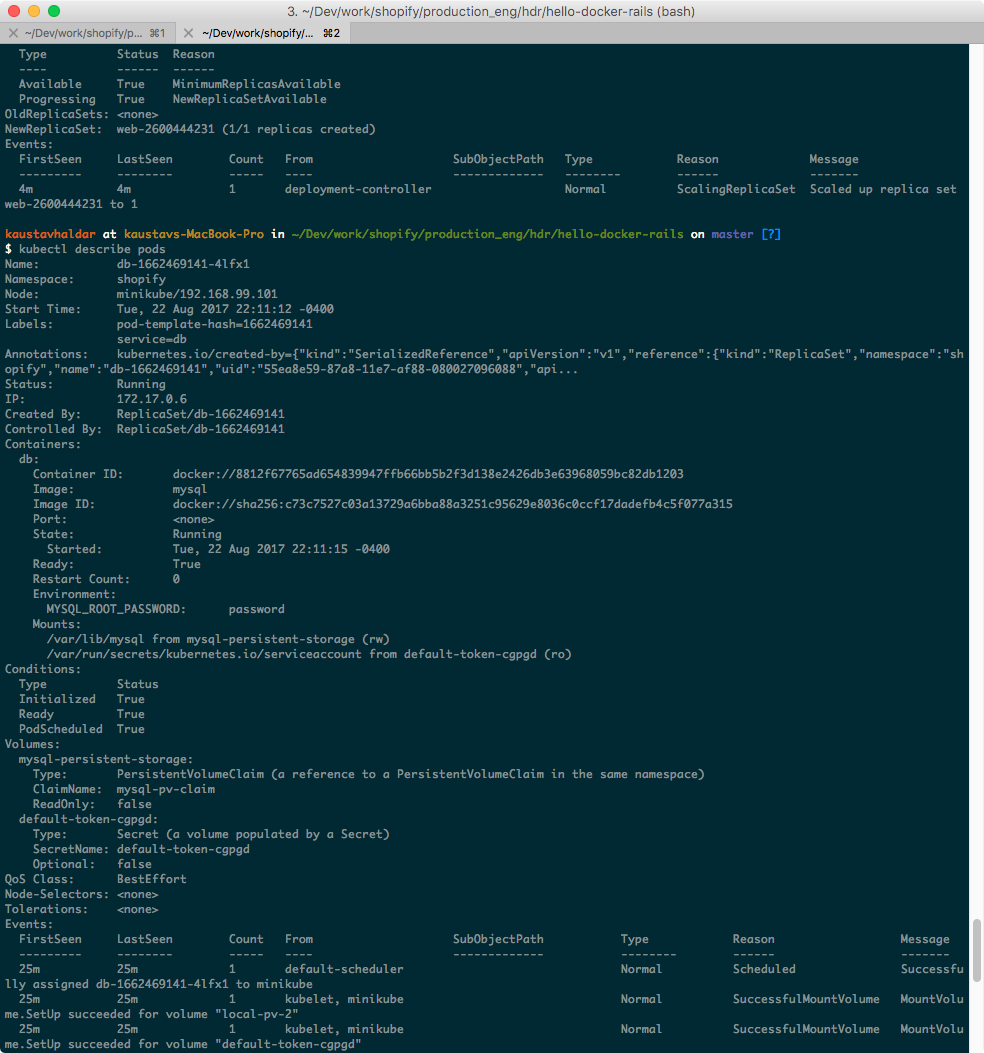 3. ~/Dev/work/shopify/production_eng/hdr/hello-docker-rails (bash)
~/Dev/work/shopify/p... ⌘1 ~/Dev/work/shopify/... ⌘2
Type Status Reason
---- ------ ------
Available True MinimumReplicasAvailable
Progressing True NewReplicaSetAvailable
OldReplicaSets: <none>
NewReplicaSet: web-2600444231 (1/1 replicas created)
Events:
FirstSeen LastSeen Count From SubObjectPath Type Reason Message
--------- -------- ----- ---- ------------- -------- ------ -------
4m 4m 1 deployment-controller Normal ScalingReplicaSet Scaled up replica set
web-2600444231 to 1
kaustavhaldar at kaustavs-MacBook-Pro in ~/Dev/work/shopify/production_eng/hdr/hello-docker-rails on master [?]
$ kubectl describe pods
Name: db-1662469141-4lfx1
Namespace: shopify
Node: minikube/192.168.99.101
Start Time: Tue, 22 Aug 2017 22:11:12 -0400
Labels: pod-template-hash=1662469141
service=db
Annotations: kubernetes.io/created-by={"kind":"SerializedReference","apiVersion":"v1","reference":{"kind":"ReplicaSet","namespace":"sh
opify","name":"db-1662469141","uid":"55ea8e59-87a8-11e7-af88-080027096088","api...
Status: Running
IP: 172.17.0.6
Created By: ReplicaSet/db-1662469141
Controlled By: ReplicaSet/db-1662469141
Containers:
db:
Container ID: docker://8812f67765ad654839947ffb66bb5b2f3d138e2426db3e63968059bc82db1203
Image: mysql
Image ID: docker://sha256:c73c7527c03a13729a6bba88a3251c95629e8036c0ccf17dadefb4c5f077a315
Port: <none>
State: Running
Started: Tue, 22 Aug 2017 22:11:15 -0400
Ready: True
Restart Count: 0
Environment:
MYSQL_ROOT_PASSWORD: password
Mounts:
/var/lib/mysql from mysql-persistent-storage (rw)
/var/run/secrets/kubernetes.io/serviceaccount from default-token-cgpgd (ro)
Conditions:
Type Status
Initialized True
Ready True
PodScheduled True
Volumes:
mysql-persistent-storage:
Type: PersistentVolumeClaim (a reference to a PersistentVolumeClaim in the same namespace)
ClaimName: mysql-pv-claim
ReadOnly: false
default-token-cgpgd:
Type: Secret (a volume populated by a Secret)
SecretName: default-token-cgpgd
Optional: false
QoS Class: BestEffort
Node-Selectors: <none>
Tolerations: <none>
Events:
FirstSeen LastSeen Count From SubObjectPath Type Reason Message
--------- -------- ----- ---- ------------- -------- ------ -------
25m 25m 1 default-scheduler Normal Scheduled Successfu
lly assigned db-1662469141-4lfx1 to minikube
25m 25m 1 kubelet, minikube Normal SuccessfulMountVolume MountVolu
me.SetUp succeeded for volume "local-pv-2"
25m 25m 1 kubelet, minikube Normal SuccessfulMountVolume MountVolu
me.SetUp succeeded for volume "default-token-cgpgd"